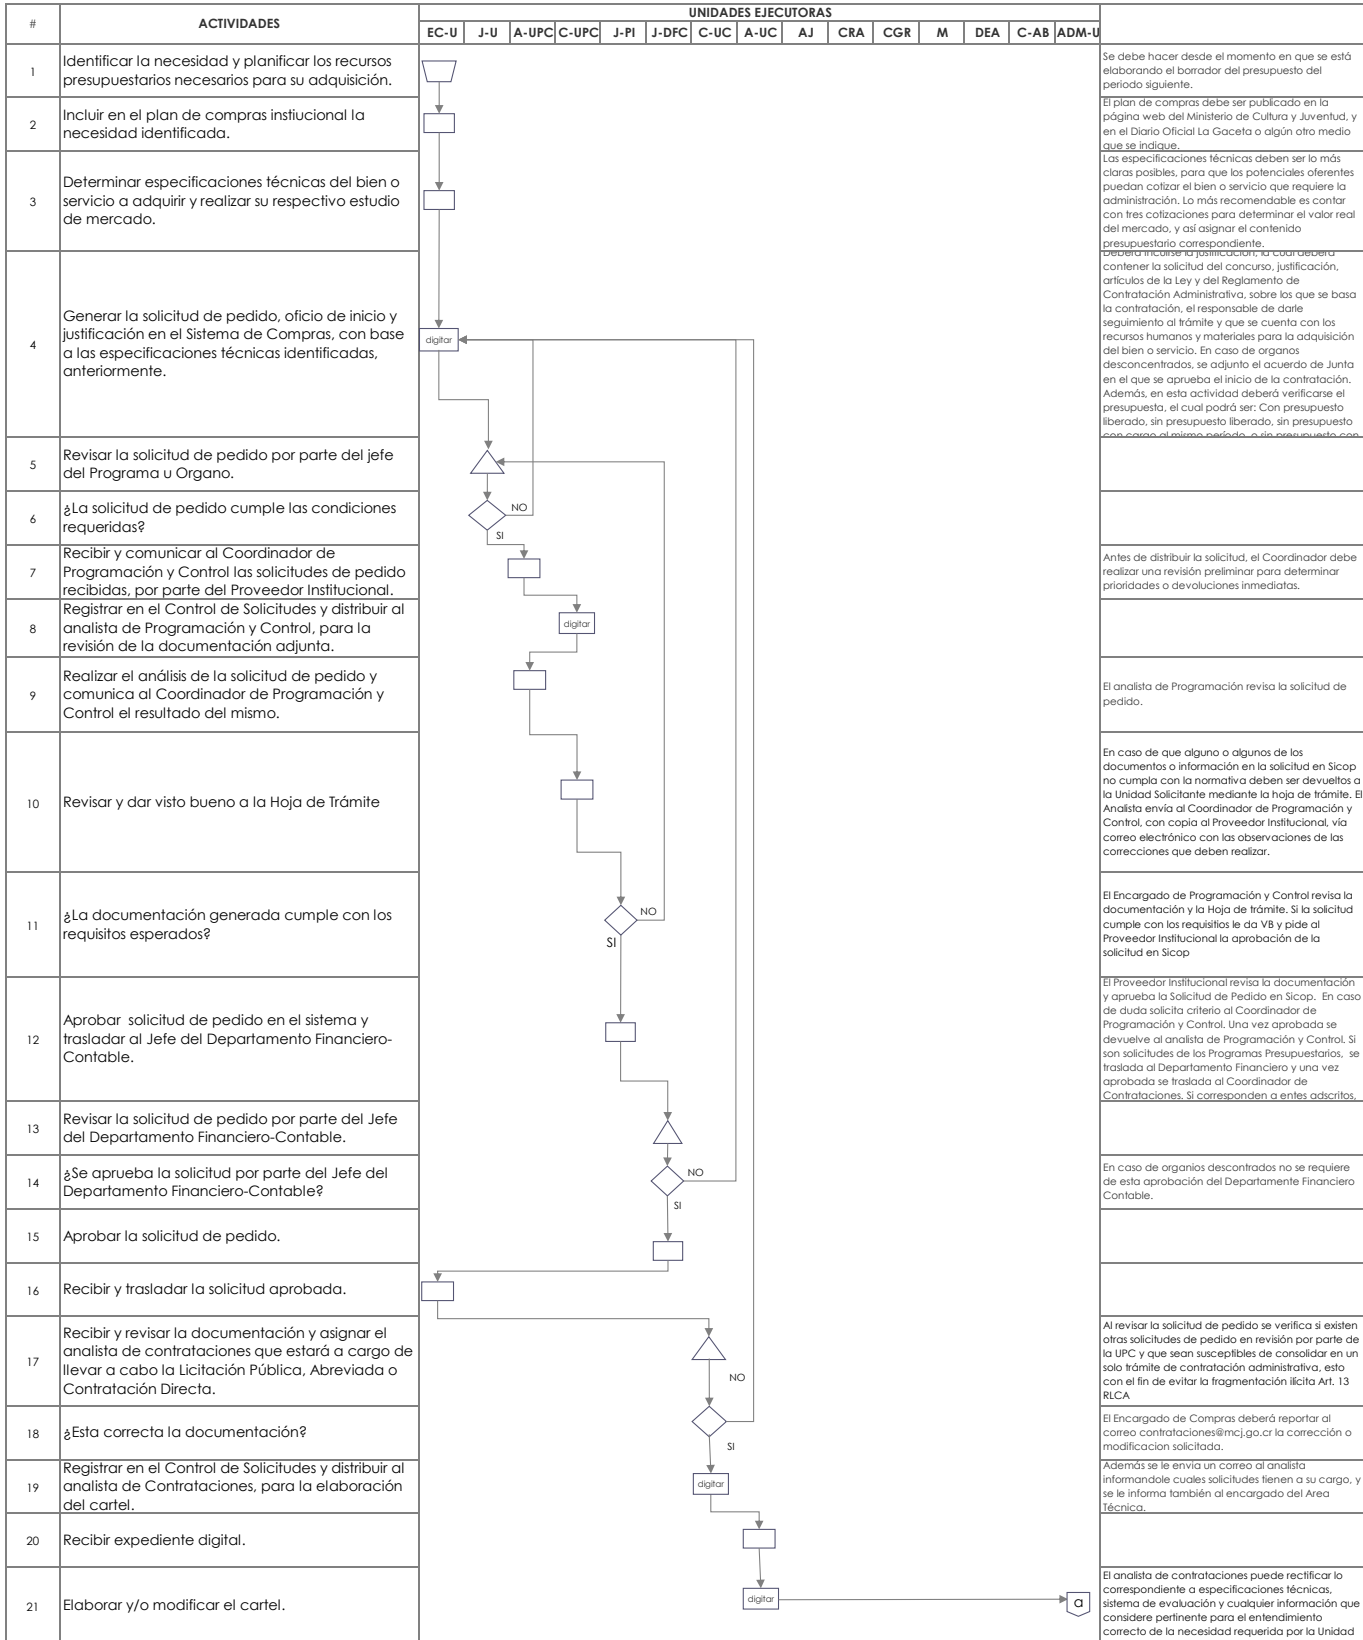 UNIDADES EJECUTORAS
# ACTIVIDADES EC-U J-U A-UPC C-UPC J-PI J-DFC C-UC A-UC AJ CRA CGR M DEA C-AB ADM-U
1
Identificar la necesidad y planificar los recursos
presupuestarios necesarios para su adquisición.
Se debe hacer desde el momento en que se está
elaborando el borrador del presupuesto del
periodo siguiente.
2
Incluir en el plan de compras instiucional la
necesidad identificada.
El plan de compras debe ser publicado en la
página web del Ministerio de Cultura y Juventud, y
en el Diario Oficial La Gaceta o algún otro medio
que se indique.
3
Determinar especificaciones técnicas del bien o
servicio a adquirir y realizar su respectivo estudio
de mercado.
Las especificaciones técnicas deben ser lo más
claras posibles, para que los potenciales oferentes
puedan cotizar el bien o servicio que requiere la
administración. Lo más recomendable es contar
con tres cotizaciones para determinar el valor real
del mercado, y así asignar el contenido
presupuestario correspondiente.
4
Generar la solicitud de pedido, oficio de inicio y
justificación en el Sistema de Compras, con base
a las especificaciones técnicas identificadas,
anteriormente.
digitar
Deberá incuirse la justificación, la cual deberá
contener la solicitud del concurso, justificación,
artículos de la Ley y del Reglamento de
Contratación Administrativa, sobre los que se basa
la contratación, el responsable de darle
seguimiento al trámite y que se cuenta con los
recursos humanos y materiales para la adquisición
del bien o servicio. En caso de organos
desconcentrados, se adjunto el acuerdo de Junta
en el que se aprueba el inicio de la contratación.
Además, en esta actividad deberá verificarse el
presupuesta, el cual podrá ser: Con presupuesto
liberado, sin presupuesto liberado, sin presupuesto
con cargo al mismo período, o sin presupuesto con
5
Revisar la solicitud de pedido por parte del jefe
del Programa u Organo.
6
¿La solicitud de pedido cumple las condiciones
requeridas?
NO
SI
7
Recibir y comunicar al Coordinador de
Programación y Control las solicitudes de pedido
recibidas, por parte del Proveedor Institucional.
Antes de distribuir la solicitud, el Coordinador debe
realizar una revisión preliminar para determinar
prioridades o devoluciones inmediatas.
8
Registrar en el Control de Solicitudes y distribuir al
analista de Programación y Control, para la
revisión de la documentación adjunta.
digitar
9
Realizar el análisis de la solicitud de pedido y
comunica al Coordinador de Programación y
Control el resultado del mismo.
El analista de Programación revisa la solicitud de
pedido.
10
Revisar y dar visto bueno a la Hoja de Trámite
En caso de que alguno o algunos de los
documentos o información en la solicitud en Sicop
no cumpla con la normativa deben ser devueltos a
la Unidad Solicitante mediante la hoja de trámite. El
Analista envía al Coordinador de Programación y
Control, con copia al Proveedor Institucional, vía
correo electrónico con las observaciones de las
correcciones que deben realizar.
11
¿La documentación generada cumple con los
requisitos esperados?
NO
SI
El Encargado de Programación y Control revisa la
documentación y la Hoja de trámite. Si la solicitud
cumple con los requisitios le da VB y pide al
Proveedor Institucional la aprobación de la
solicitud en Sicop
12
Aprobar solicitud de pedido en el sistema y
trasladar al Jefe del Departamento Financiero-
Contable.
El Proveedor Institucional revisa la documentación
y aprueba la Solicitud de Pedido en Sicop. En caso
de duda solicita criterio al Coordinador de
Programación y Control. Una vez aprobada se
devuelve al analista de Programación y Control. Si
son solicitudes de los Programas Presupuestarios, se
traslada al Departamento Financiero y una vez
aprobada se traslada al Coordinador de
Contrataciones. Si corresponden a entes adscritos,
13
Revisar la solicitud de pedido por parte del Jefe
del Departamento Financiero-Contable.
14
¿Se aprueba la solicitud por parte del Jefe del
Departamento Financiero-Contable?
NO
SI
En caso de organios descontrados no se requiere
de esta aprobación del Departamente Financiero
Contable.
15
Aprobar la solicitud de pedido.
16
Recibir y trasladar la solicitud aprobada.
17
Recibir y revisar la documentación y asignar el
analista de contrataciones que estará a cargo de
llevar a cabo la Licitación Pública, Abreviada o
Contratación Directa.
NO
Al revisar la solicitud de pedido se verifica si existen
otras solicitudes de pedido en revisión por parte de
la UPC y que sean susceptibles de consolidar en un
solo trámite de contratación administrativa, esto
con el fin de evitar la fragmentación ilícita Art. 13
RLCA
18
¿Esta correcta la documentación?
SI
El Encargado de Compras deberá reportar al
correo contrataciones@mcj.go.cr la corrección o
modificacion solicitada.
19
Registrar en el Control de Solicitudes y distribuir al
analista de Contrataciones, para la elaboración
del cartel.
digitar
Además se le envia un correo al analista
informandole cuales solicitudes tienen a su cargo, y
se le informa también al encargado del Area
Técnica.
20
Recibir expediente digital.
21
Elaborar y/o modificar el cartel.
digitar
a
El analista de contrataciones puede rectificar lo
correspondiente a especificaciones técnicas,
sistema de evaluación y cualquier información que
considere pertinente para el entendimiento
correcto de la necesidad requerida por la Unidad